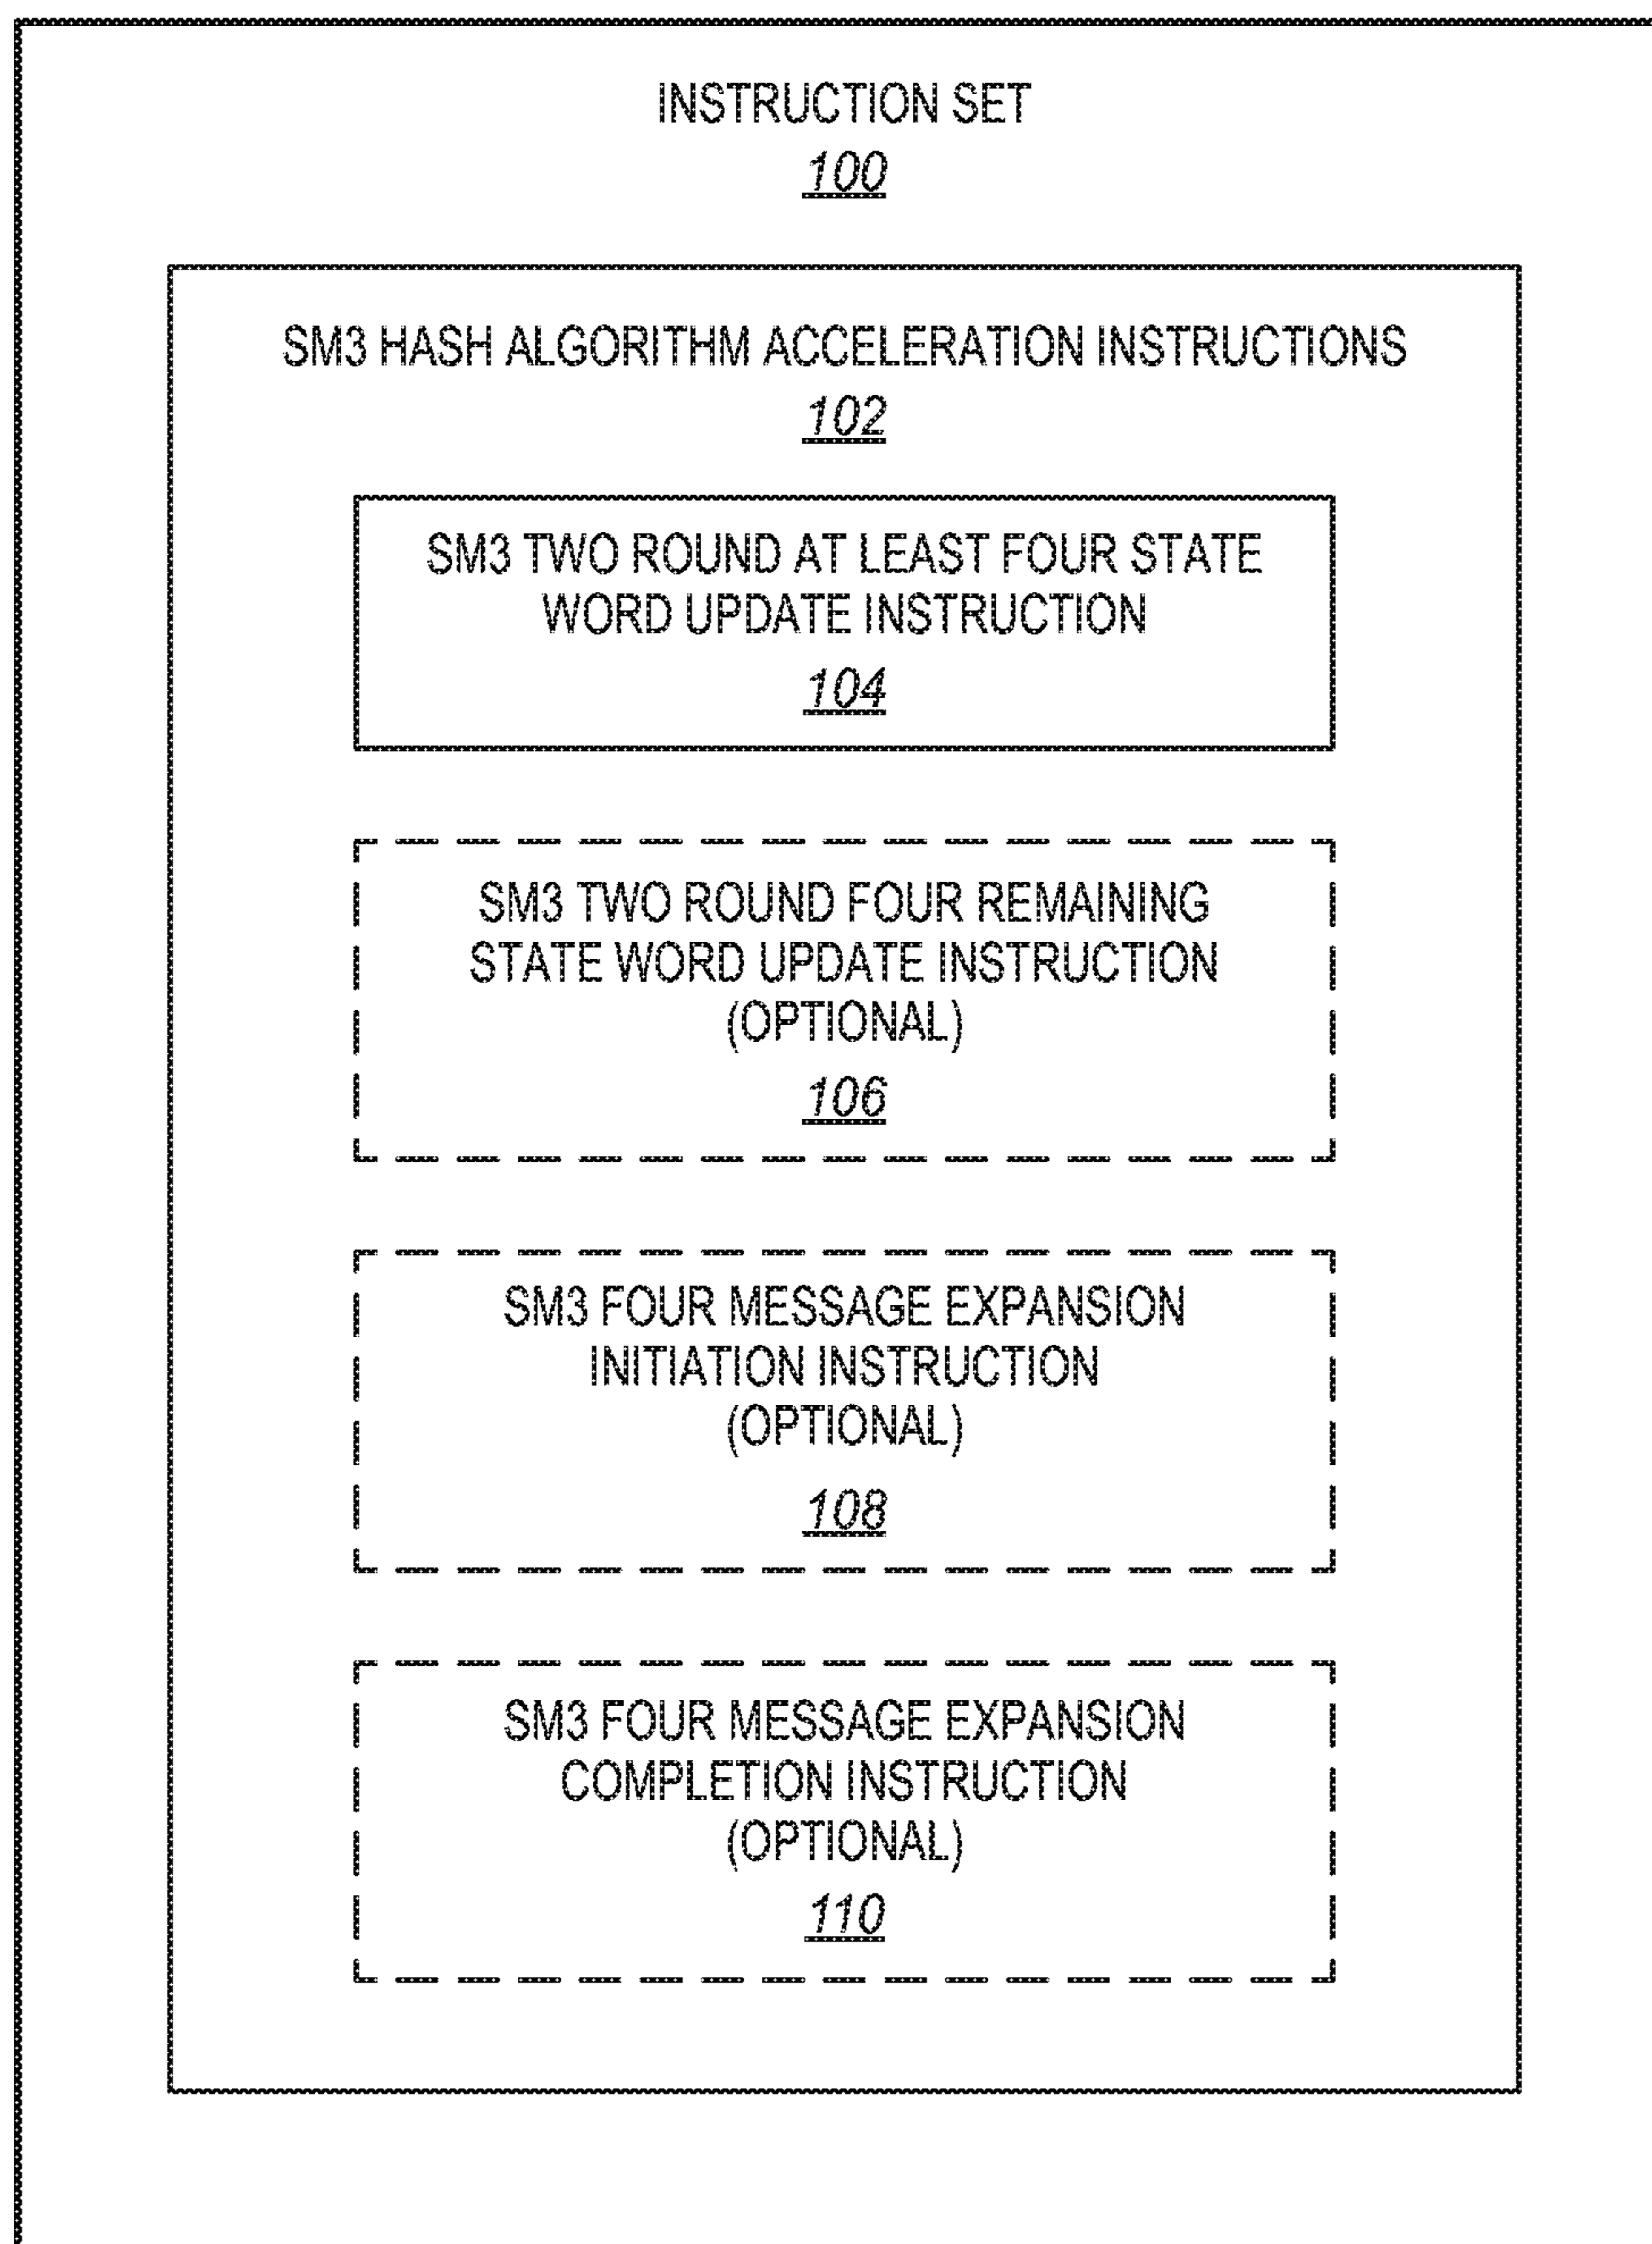 INSTRUCTION SET
100
SM3 HASH ALGORITHM ACCELERATION INSTRUCTIONS
102
SM3 TWO ROUND AT LEAST FOUR STATE
WORD UPDATE INSTRUCTION
104
SM3 TWO ROUND FOUR REMAINING
STATE WORD UPDATE INSTRUCTION
(OPTIONAL)
106
SM3 FOUR MESSAGE EXPANSION
INITIATION INSTRUCTION
(OPTIONAL)
108
SM3 FOUR MESSAGE EXPANSION
COMPLETION INSTRUCTION
(OPTIONAL)
110